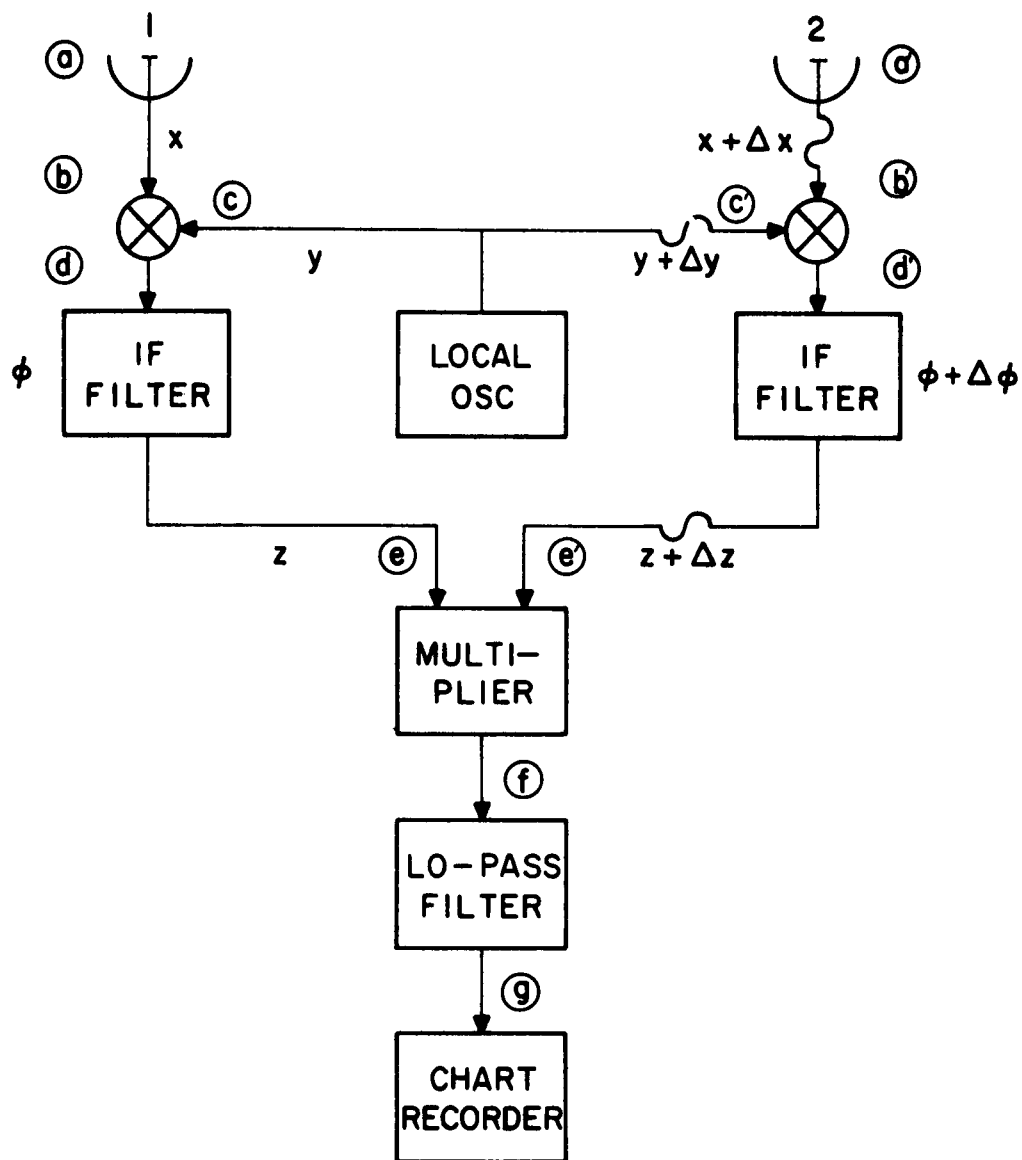 1
2
ⓐ
ⓐ′
x
x + Δx
ⓑ
ⓑ′
ⓒ
ⓒ′
y
y + Δy
ⓓ
ⓓ′
ϕ
IF
FILTER
LOCAL
OSC
IF
FILTER
ϕ + Δϕ
z
ⓔ
ⓔ′
z + Δz
MULTI-
PLIER
ⓕ
LO-PASS
FILTER
ⓖ
CHART
RECORDER